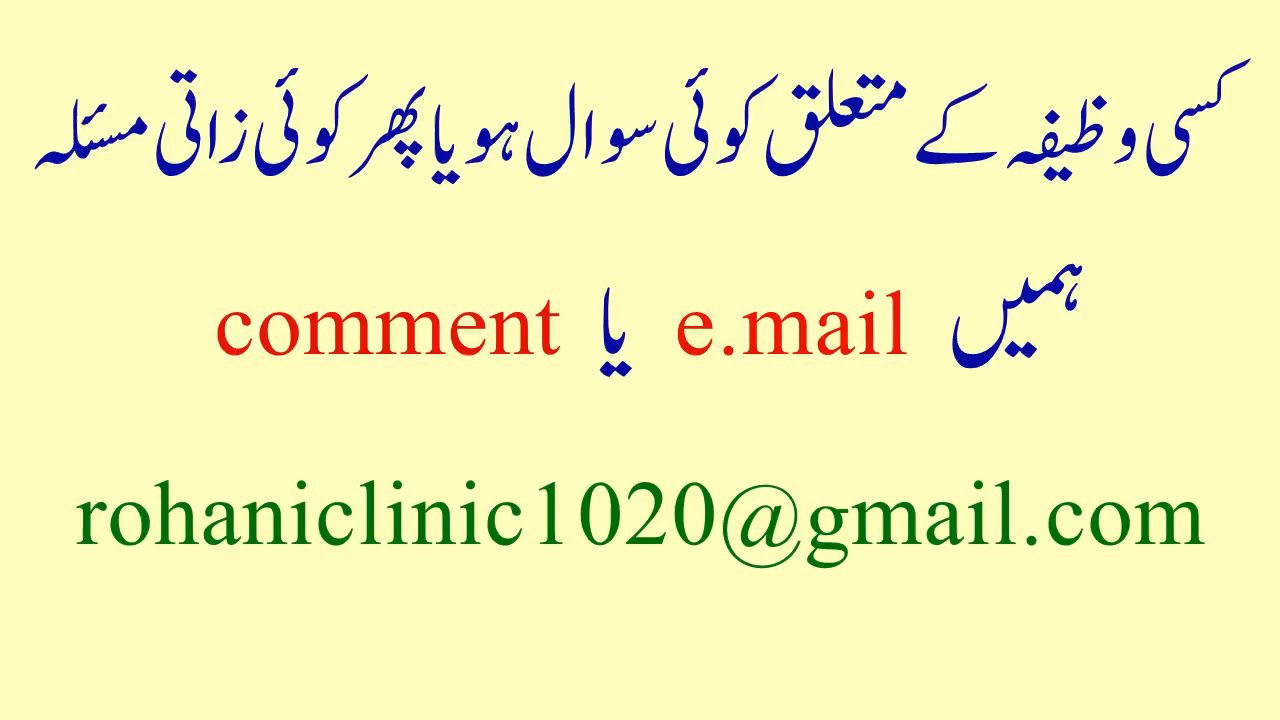 کسی وظیفہ کے متعلق کوئی سوال ہو یا پھر کوئی زاتی مسئلہ
ہمیں e.mail یا comment
rohaniclinic1020@gmail.com